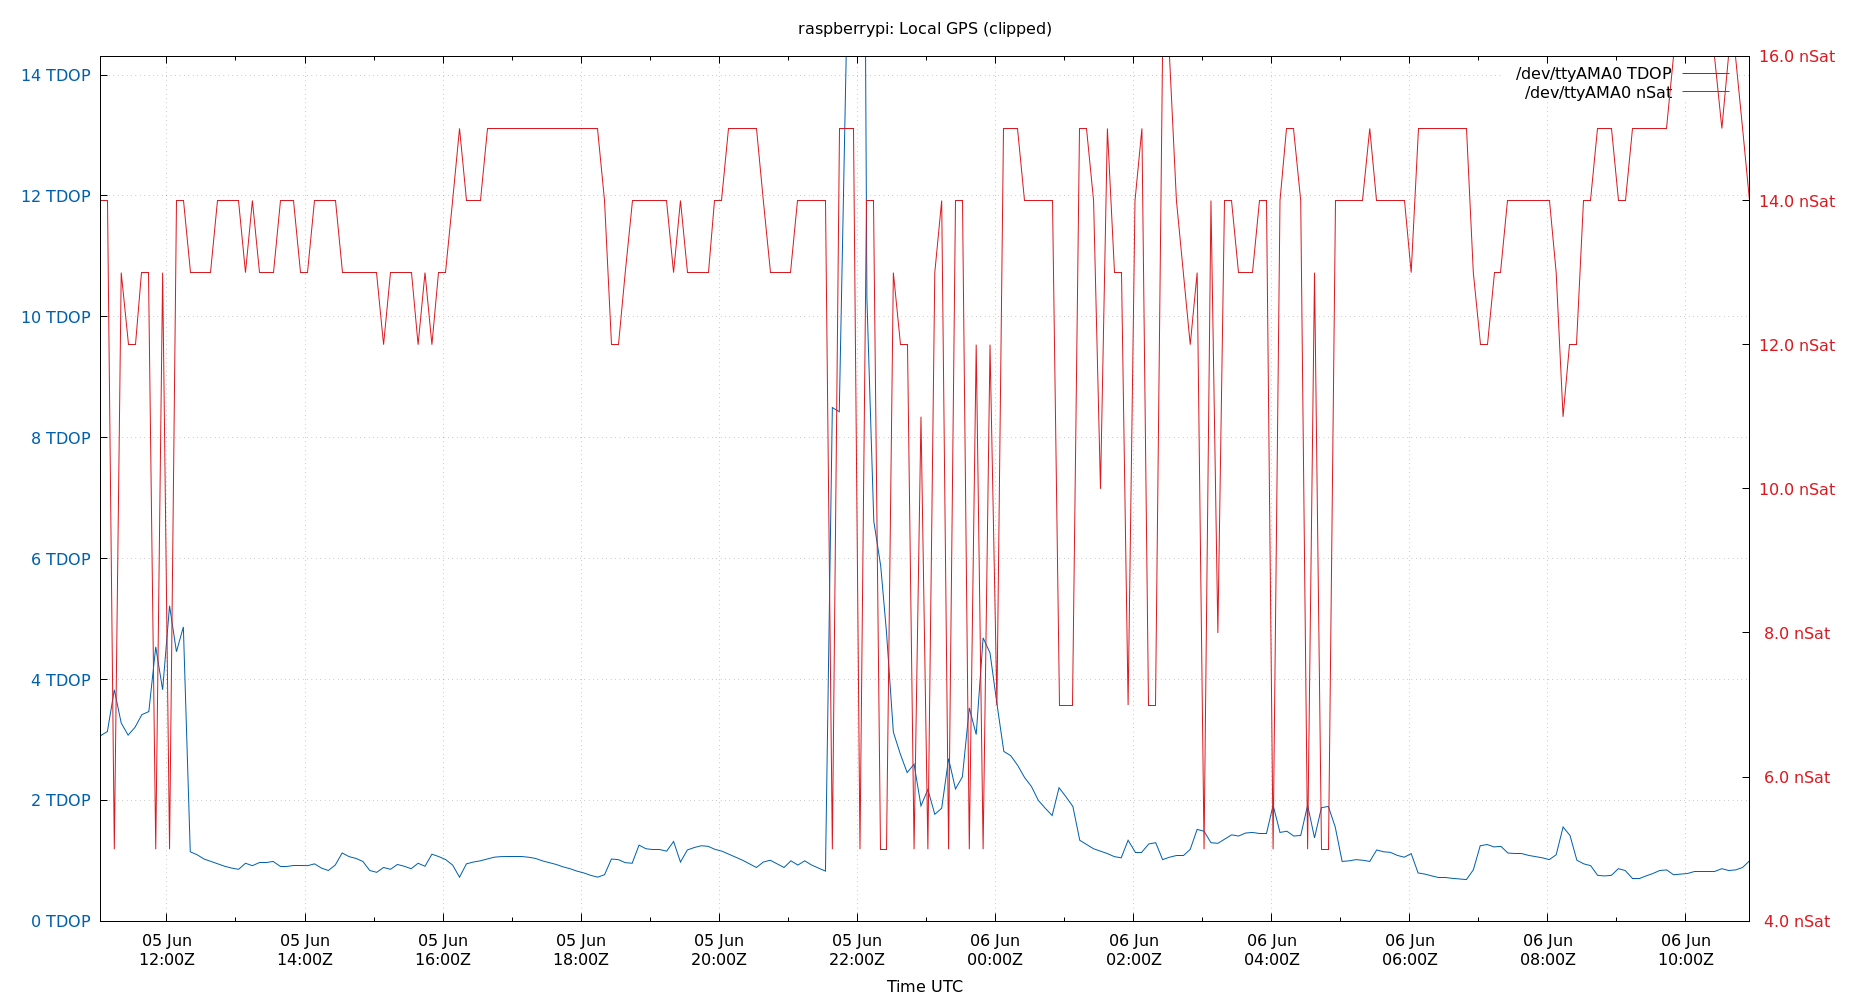 raspberrypi: Local GPS (clipped)
/dev/ttyAMA0 TDOP
/dev/ttyAMA0 nSat
14 TDOP
12 TDOP
10 TDOP
8 TDOP
6 TDOP
4 TDOP
2 TDOP
0 TDOP
16.0 nSat
14.0 nSat
12.0 nSat
10.0 nSat
8.0 nSat
6.0 nSat
4.0 nSat
05 Jun
12:00Z
05 Jun
14:00Z
05 Jun
16:00Z
05 Jun
18:00Z
05 Jun
20:00Z
05 Jun
22:00Z
06 Jun
00:00Z
06 Jun
02:00Z
06 Jun
04:00Z
06 Jun
06:00Z
06 Jun
08:00Z
06 Jun
10:00Z
Time UTC